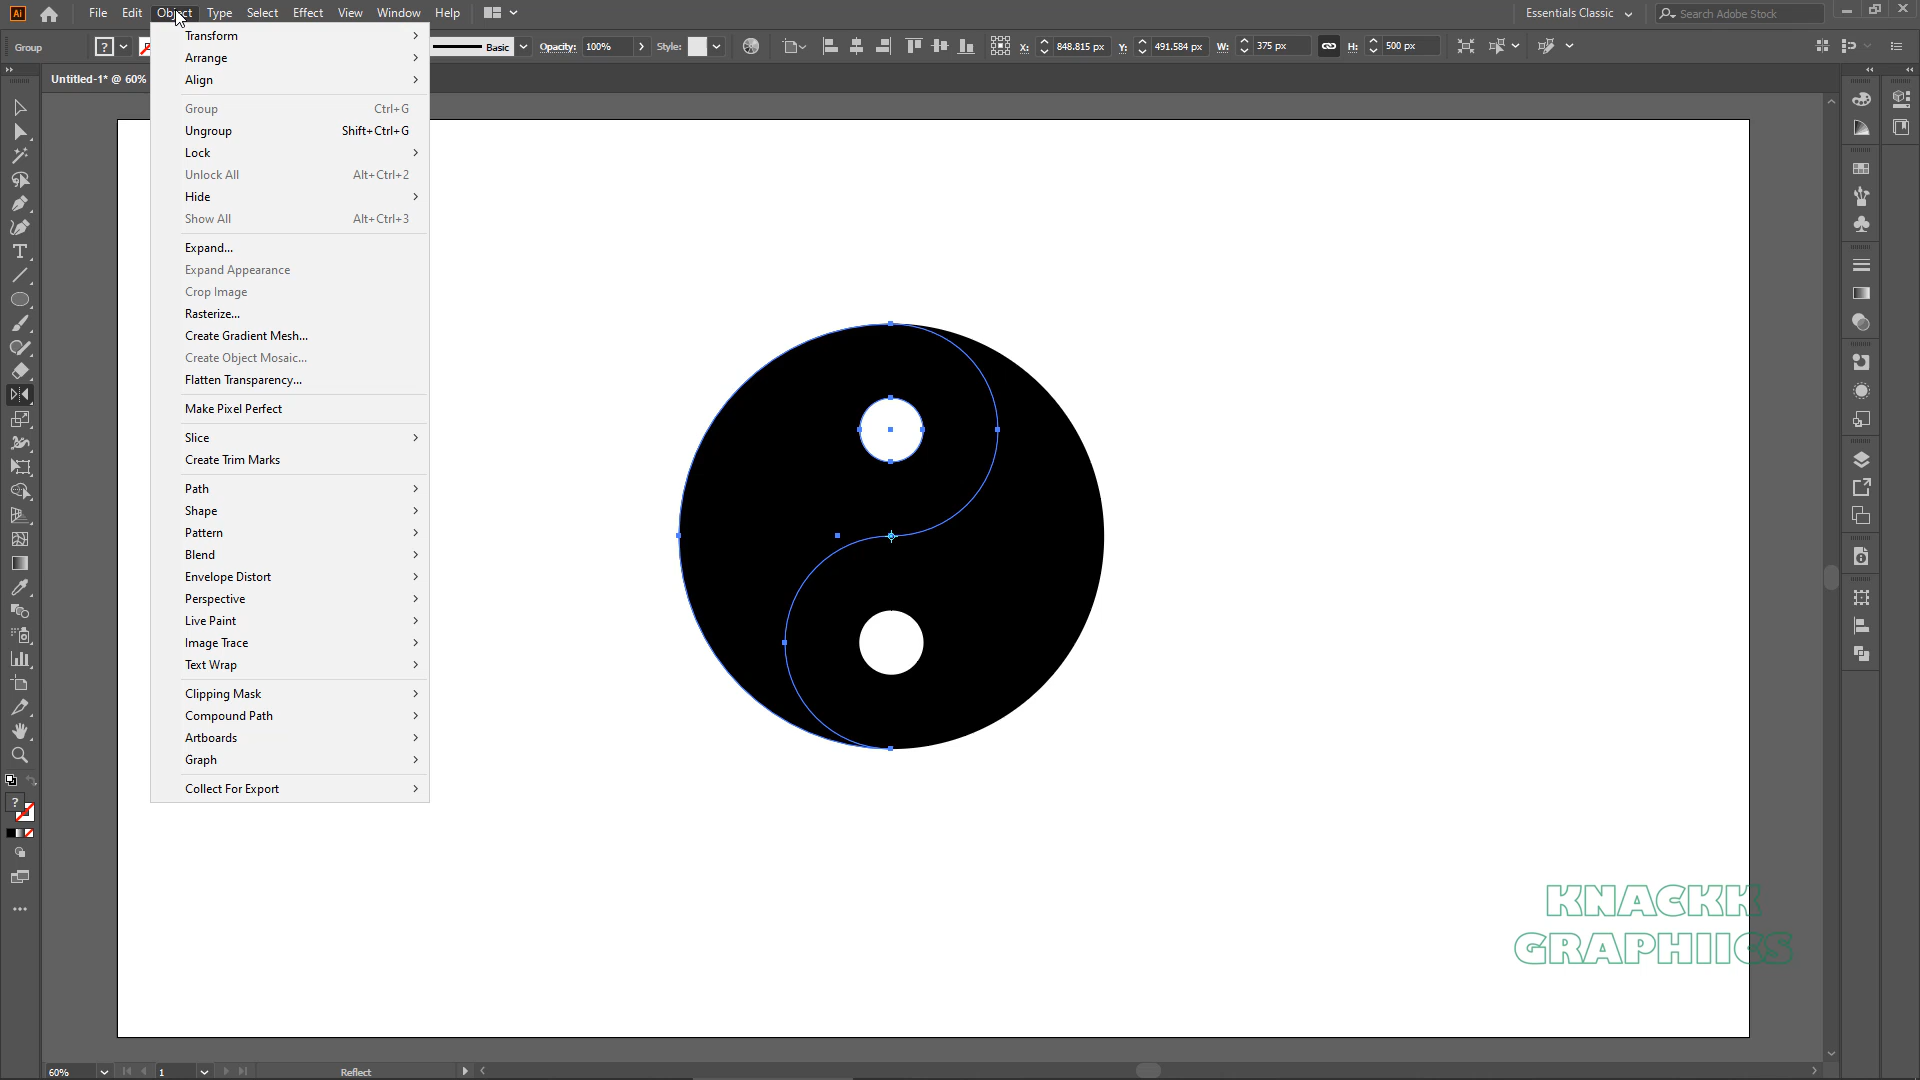 Ai
File Edit Object Type Select Effect View Window Help
Essentials Classic
Search Adobe Stock
Group
?
Basic
Opacity: 100%
Style:
X: 848.815 px
Y: 491.584 px
W: 375 px
H: 500 px
Untitled-1* @ 60%
Transform
Arrange
Align
Group Ctrl+G
Ungroup Shift+Ctrl+G
Lock
Unlock All Alt+Ctrl+2
Hide
Show All Alt+Ctrl+3
Expand...
Expand Appearance
Crop Image
Rasterize...
Create Gradient Mesh...
Create Object Mosaic...
Flatten Transparency...
Make Pixel Perfect
Slice
Create Trim Marks
Path
Shape
Pattern
Blend
Envelope Distort
Perspective
Live Paint
Image Trace
Text Wrap
Clipping Mask
Compound Path
Artboards
Graph
Collect For Export
?
KNACKK
GRAPHIICS
60%
1
Reflect